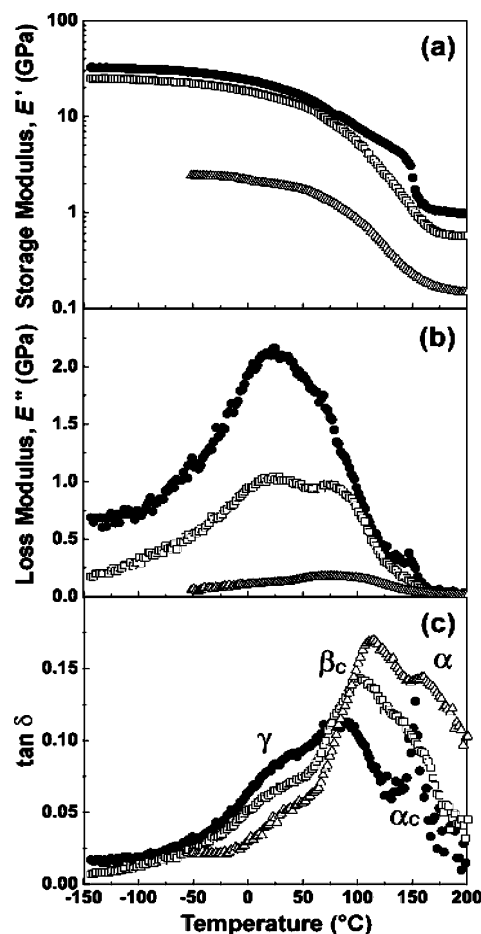 100
(a)
10
1
0.1
Storage Modulus, E' (GPa)
(b)
2.0
1.5
1.0
0.5
0.0
Loss Modulus, E" (GPa)
(c)
0.15
0.10
0.05
0.00
tan δ
γ
βc
α
αc
-150 -100 -50 0 50 100 150 200
Temperature (°C)